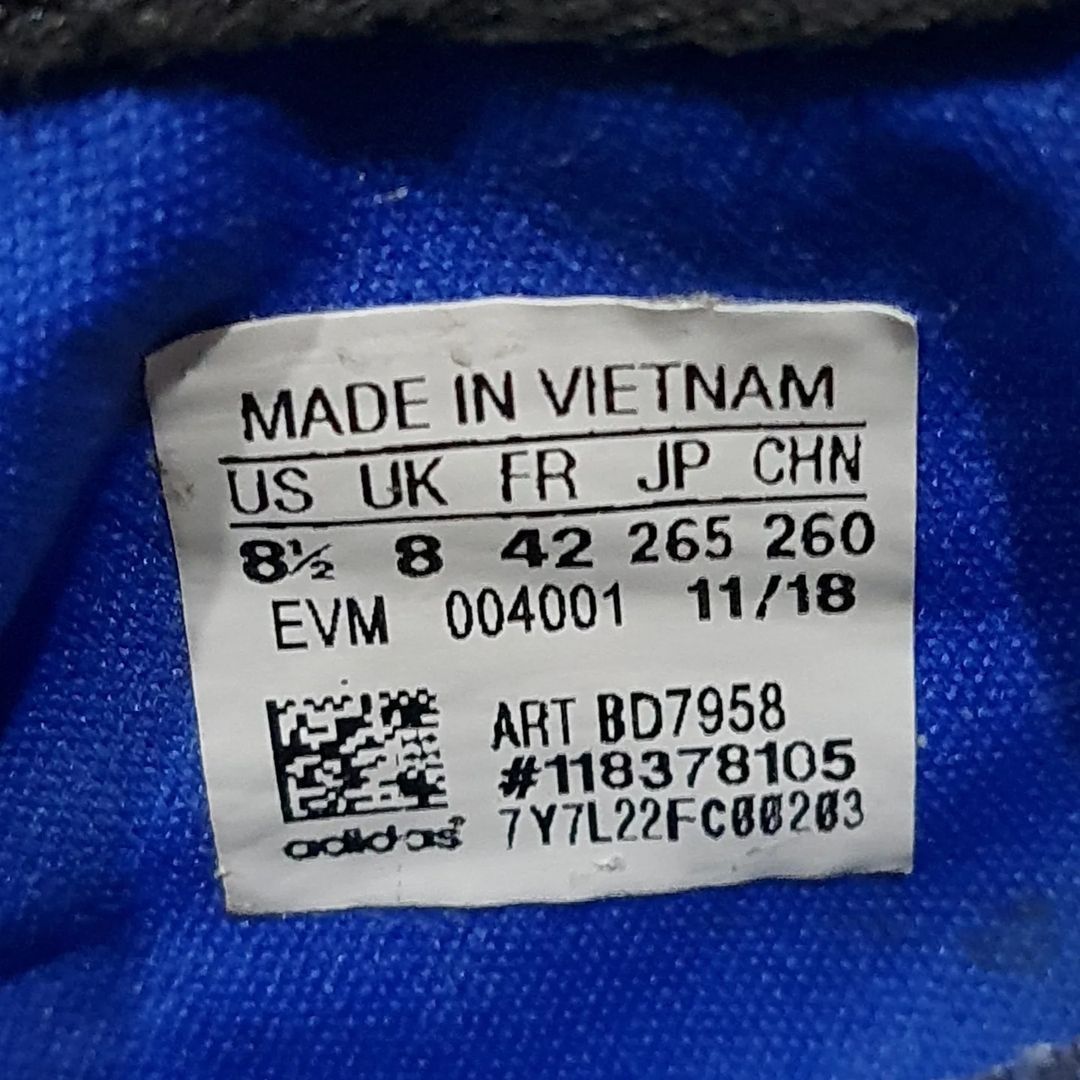 MADE IN VIETNAM
US UK FR JP CHN
8½ 8 42 265 260
EVM 004001 11/18
ART BD7958
#118378105
adidas 7Y7L22FC00203